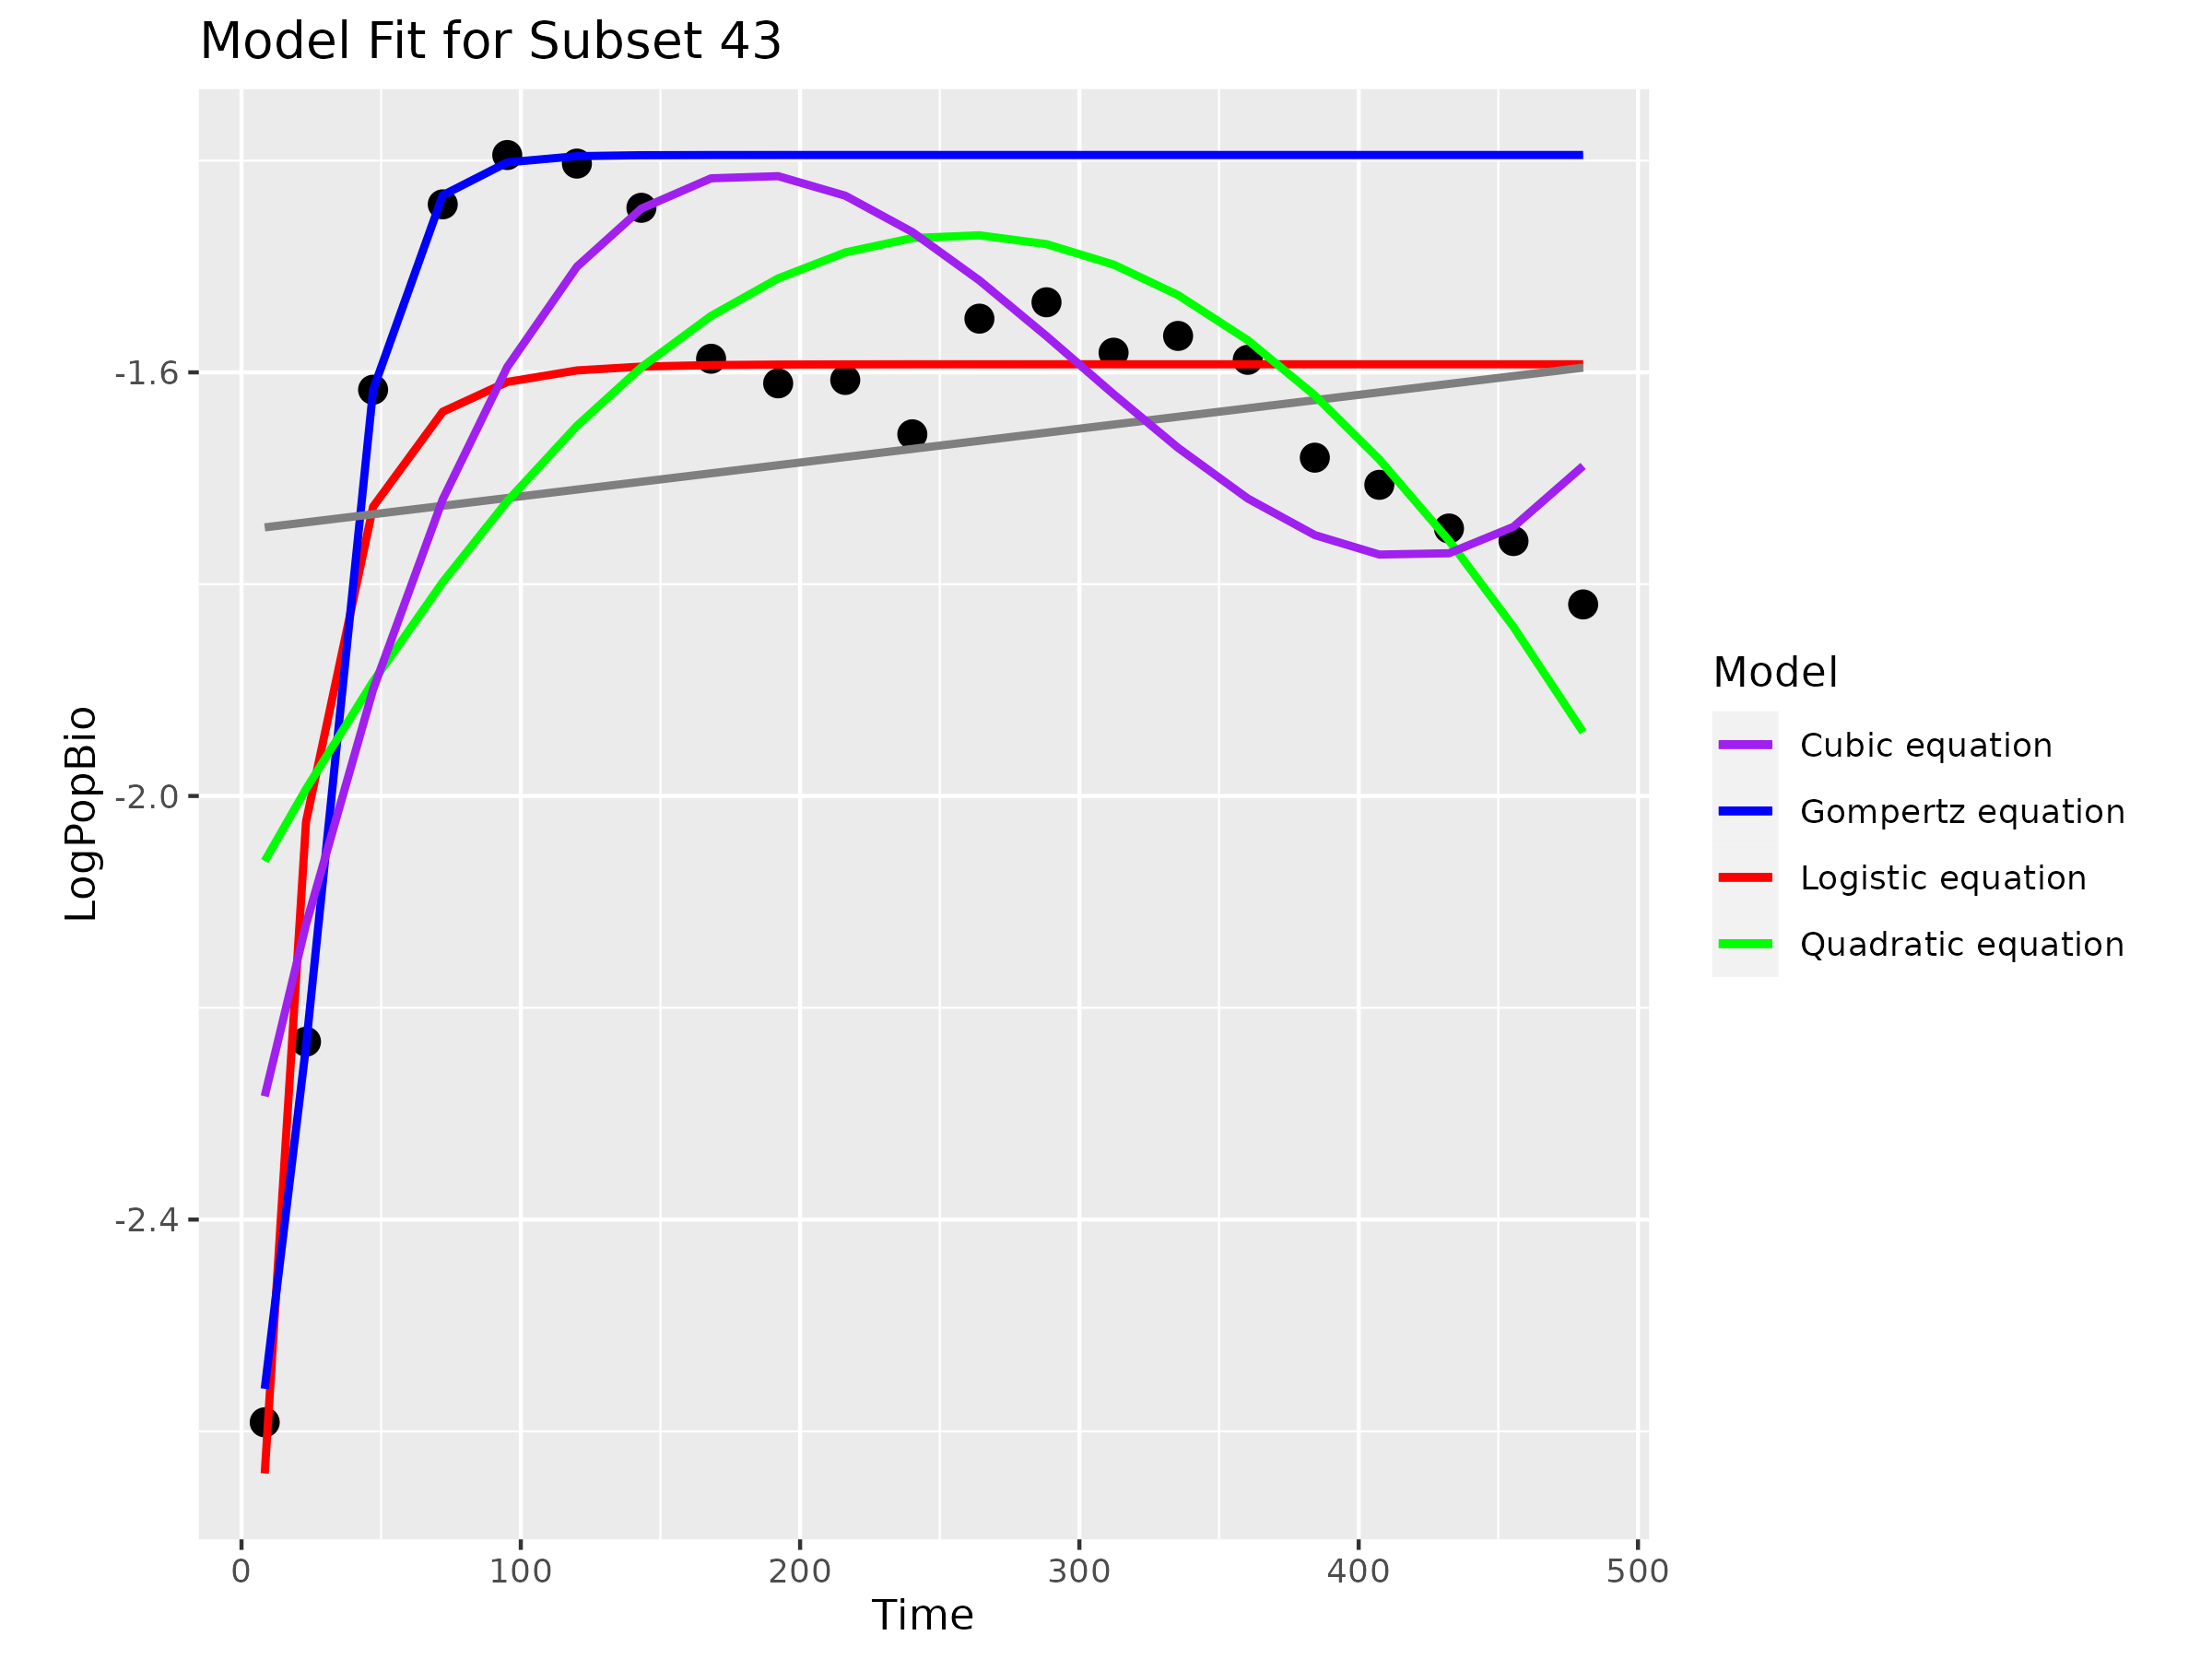 Model Fit for Subset 43
LogPopBio
-1.6
-2.0
-2.4
0 100 200 300 400 500
Time
Model
Cubic equation
Gompertz equation
Logistic equation
Quadratic equation